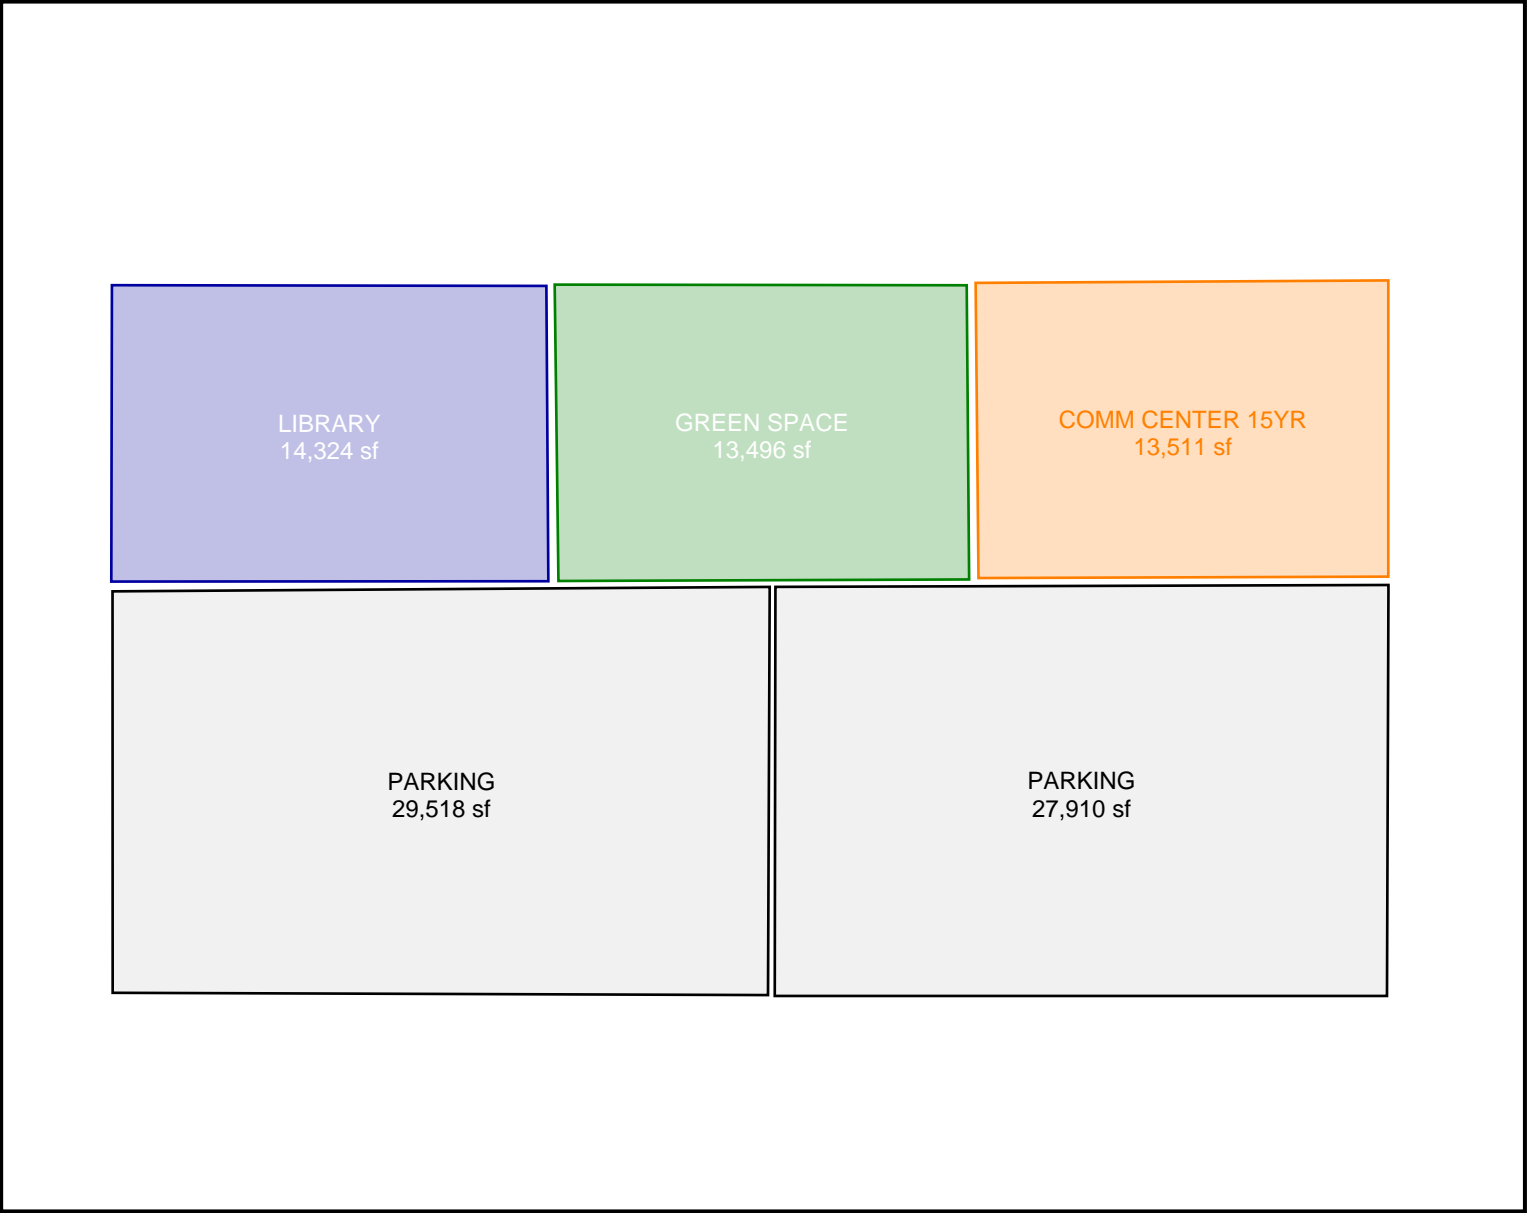 LIBRARY
14,324 sf
GREEN SPACE
13,496 sf
COMM CENTER 15YR
13,511 sf
PARKING
29,518 sf
PARKING
27,910 sf